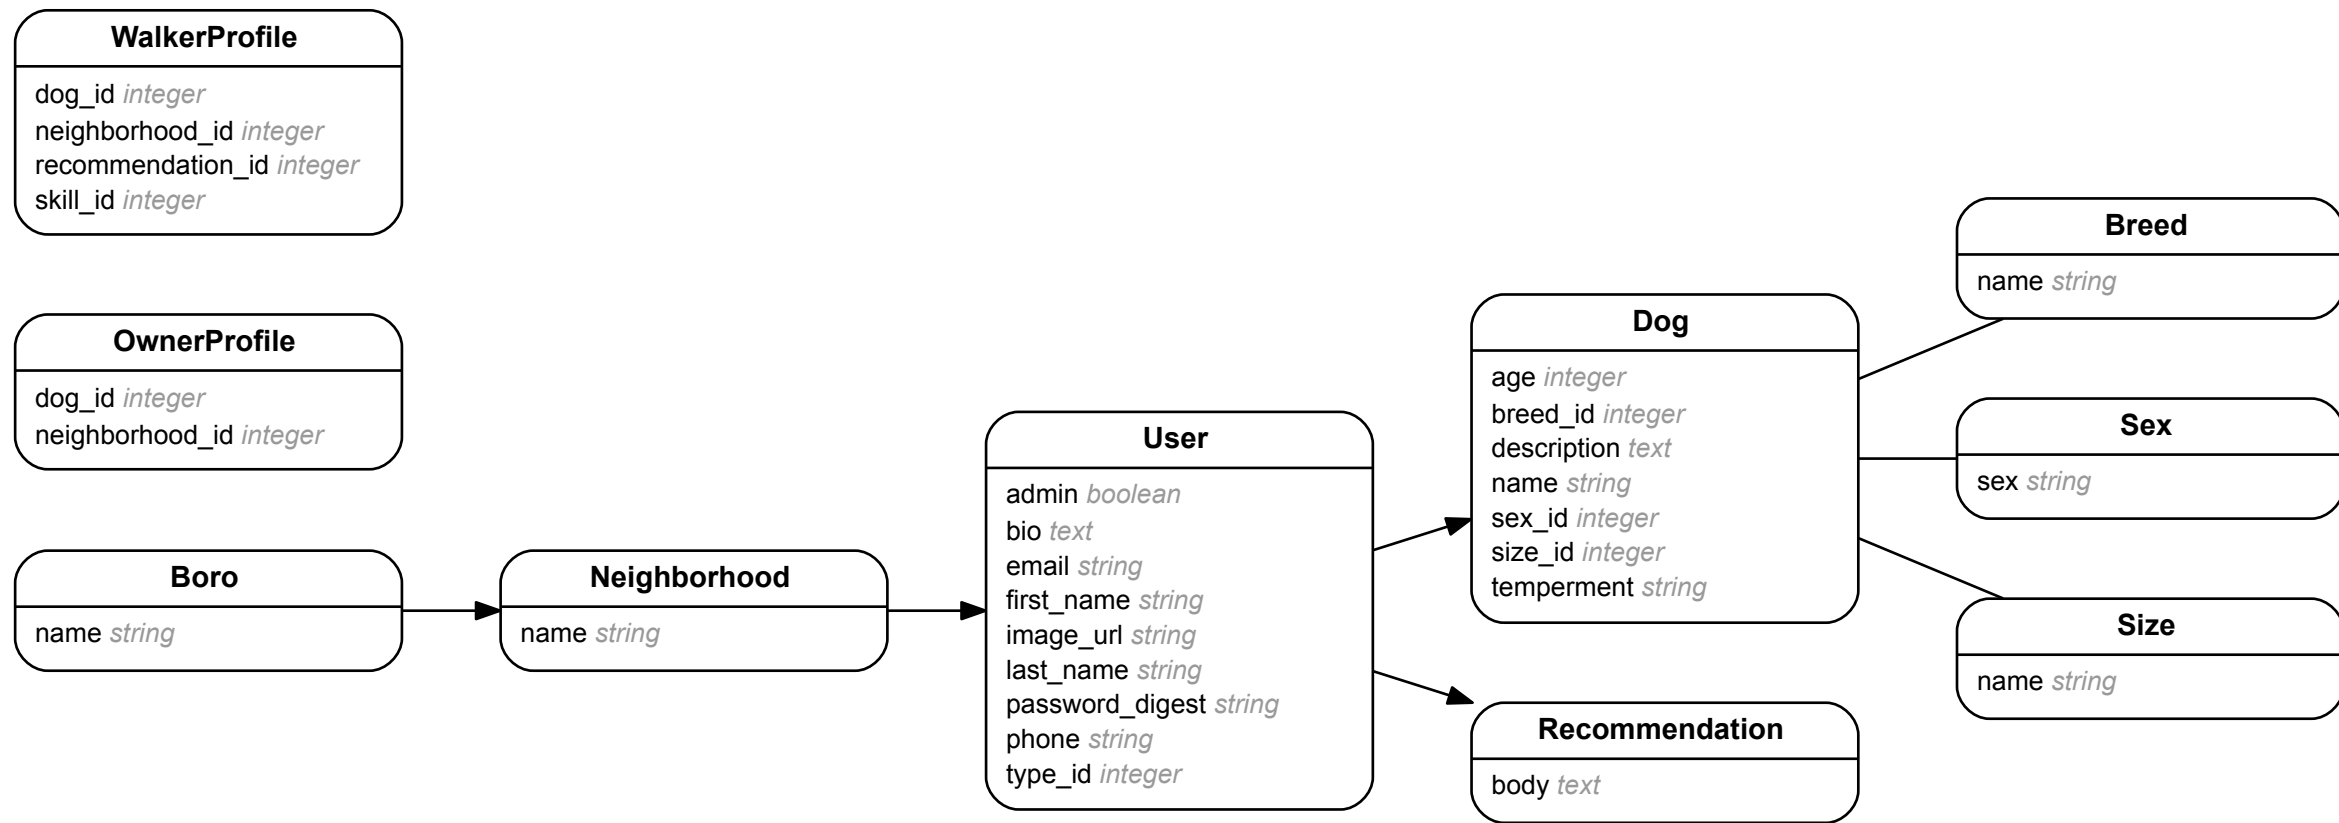 WalkerProfile
dog_id integer
neighborhood_id integer
recommendation_id integer
skill_id integer
OwnerProfile
dog_id integer
neighborhood_id integer
Boro
name string
Neighborhood
name string
User
admin boolean
bio text
email string
first_name string
image_url string
last_name string
password_digest string
phone string
type_id integer
Dog
age integer
breed_id integer
description text
name string
sex_id integer
size_id integer
temperment string
Recommendation
body text
Breed
name string
Sex
sex string
Size
name string